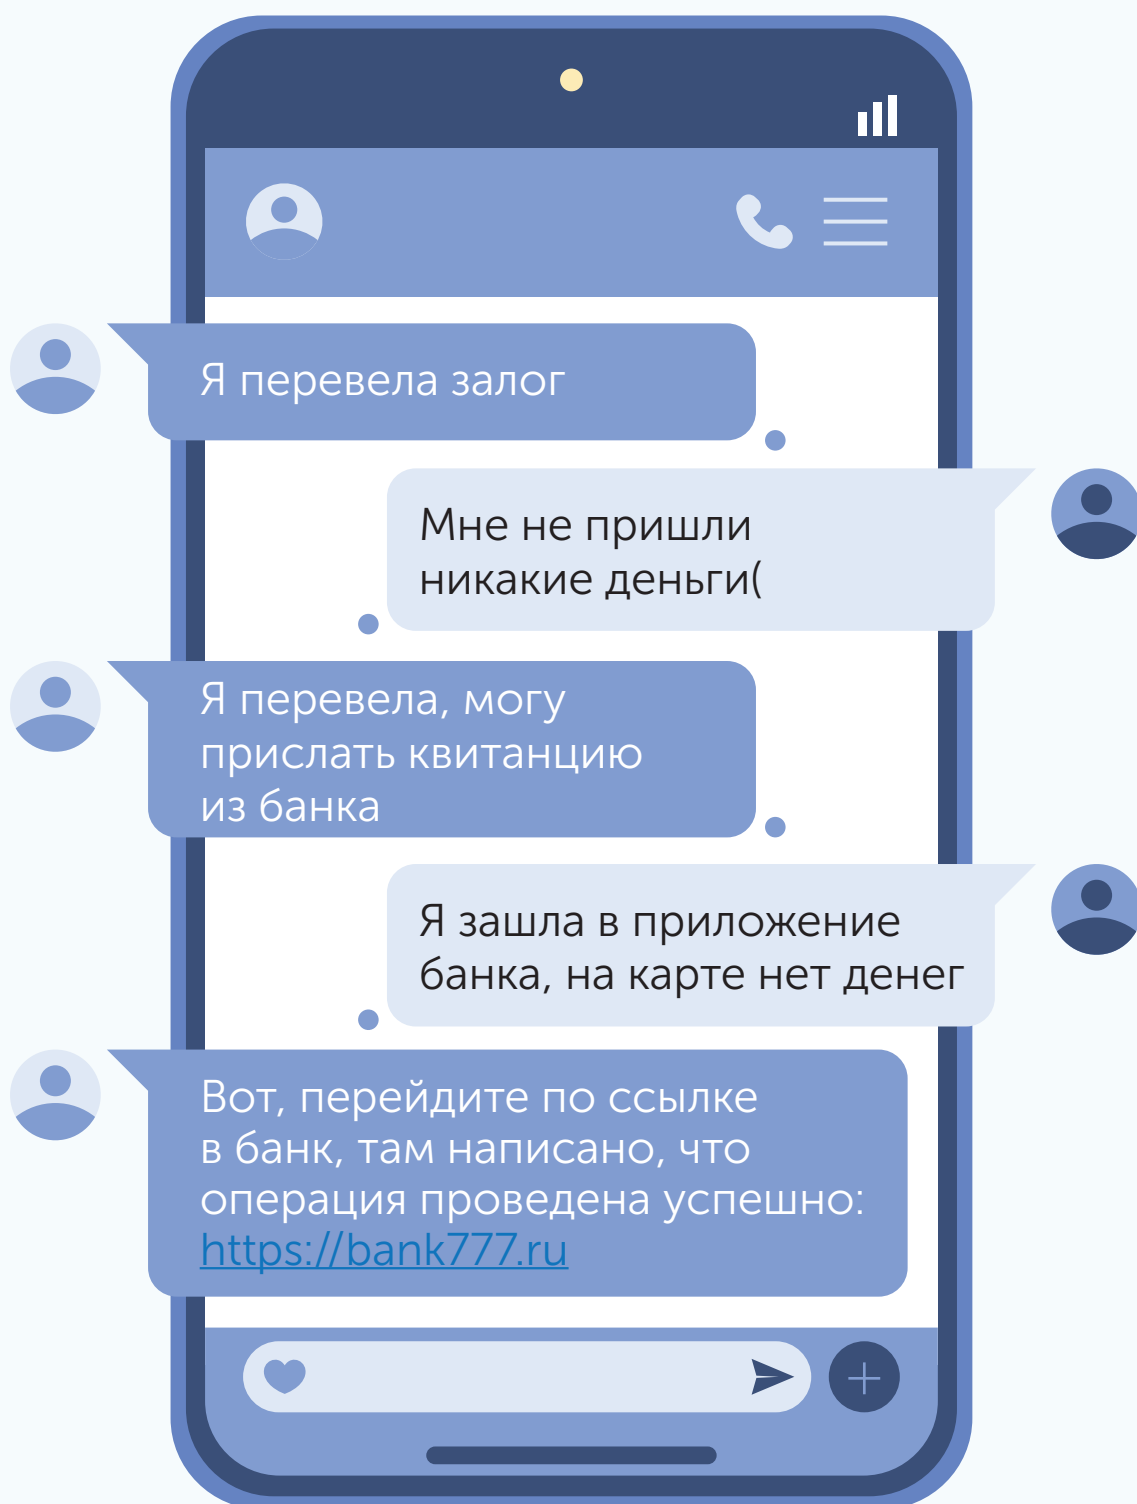 Я перевела залог
Мне не пришли
никакие деньги(
Я перевела, могу
прислать квитанцию
из банка
Я зашла в приложение
банка, на карте нет денег
Вот, перейдите по ссылке
в банк, там написано, что
операция проведена успешно:
https://bank777.ru